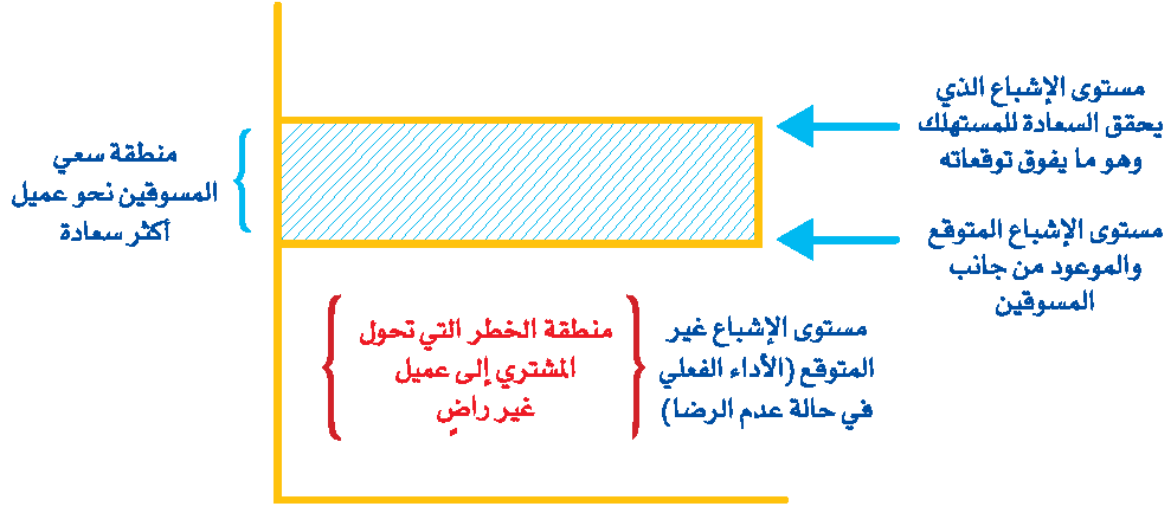 مستوى الإشباع الذي
يحقق السعادة للمستهلك
وهو ما يفوق توقعاته
منطقة سعي
المسوقين نحو عميل
أكثر سعادة
مستوى الإشباع المتوقع
والموعود من جانب
المسوقين
مستوى الإشباع غير
المتوقع (الأداء الفعلي
في حالة عدم الرضا)
منطقة الخطر التي تحول
المشتري إلى عميل
غير راضٍ